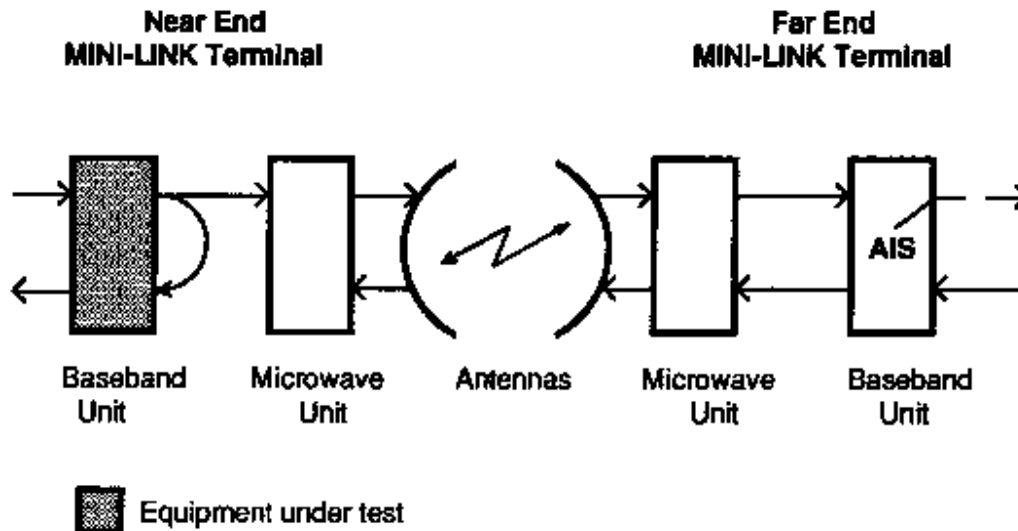 Near End
MINI-LINK Terminal
Far End
MINI-LINK Terminal
AIS
Baseband
Unit
Microwave
Unit
Antennas
Microwave
Unit
Baseband
Unit
Equipment under test